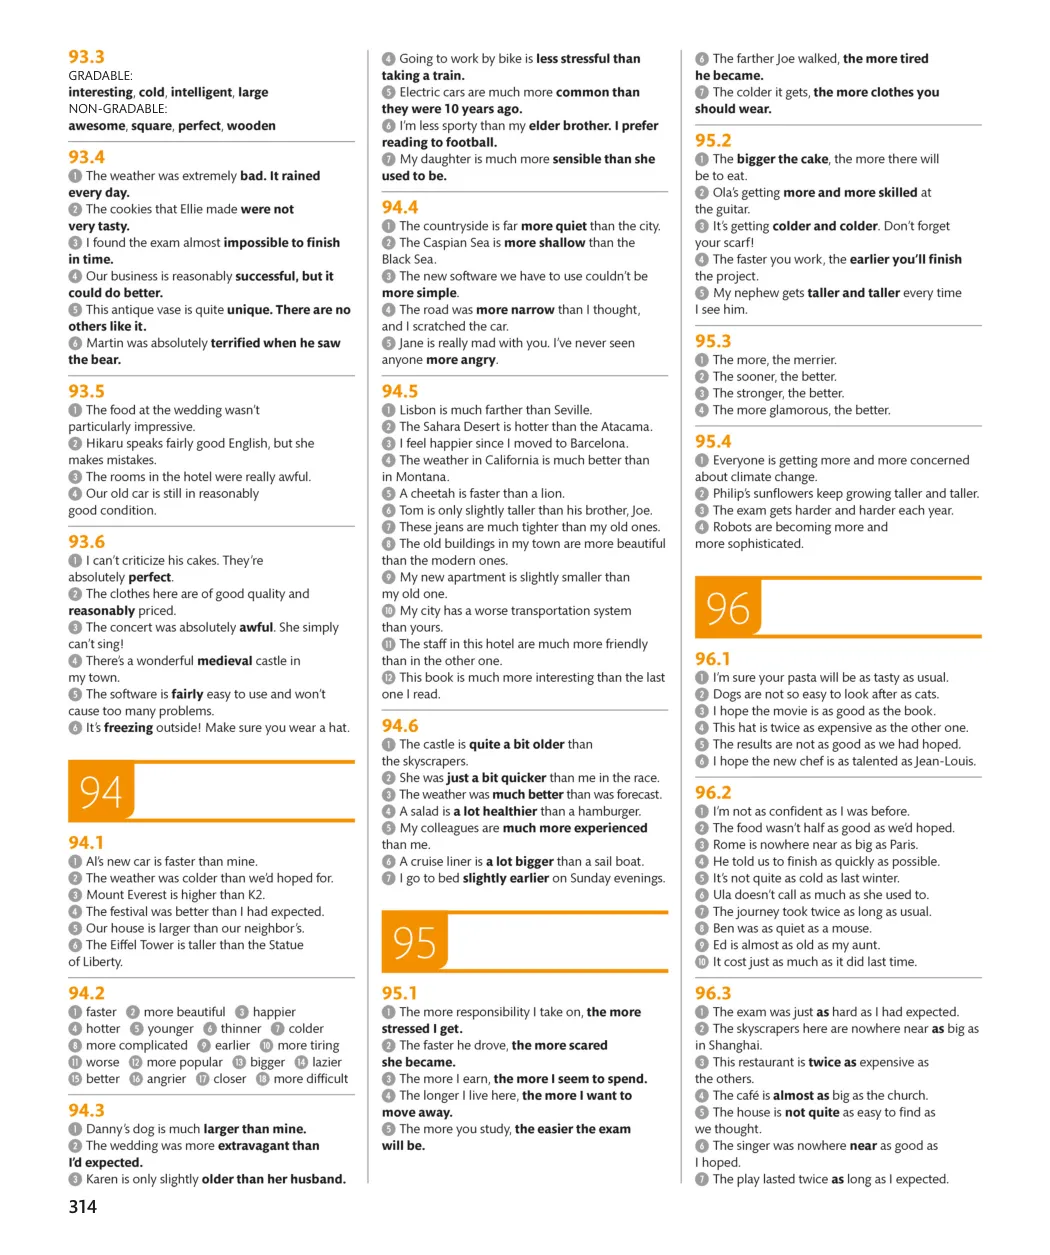 93.3
GRADABLE:
interesting, cold, intelligent, large
NON-GRADABLE:
awesome, square, perfect, wooden
93.4
1 The weather was extremely bad. It rained
every day.
2 The cookies that Ellie made were not
very tasty.
3 I found the exam almost impossible to finish
in time.
4 Our business is reasonably successful, but it
could do better.
5 This antique vase is quite unique. There are no
others like it.
6 Martin was absolutely terrified when he saw
the bear.
93.5
1 The food at the wedding wasn't
particularly impressive.
2 Hikaru speaks fairly good English, but she
makes mistakes.
3 The rooms in the hotel were really awful.
4 Our old car is still in reasonably
good condition.
93.6
1 I can't criticize his cakes. They're
absolutely perfect.
2 The clothes here are of good quality and
reasonably priced.
3 The concert was absolutely awful. She simply
can't sing!
4 There's a wonderful medieval castle in
my town.
5 The software is fairly easy to use and won't
cause too many problems.
6 It's freezing outside! Make sure you wear a hat.
94
94.1
1 Al's new car is faster than mine.
2 The weather was colder than we'd hoped for.
3 Mount Everest is higher than K2.
4 The festival was better than I had expected.
5 Our house is larger than our neighbor's.
6 The Eiffel Tower is taller than the Statue
of Liberty.
94.2
1 faster 2 more beautiful 3 happier
4 hotter 5 younger 6 thinner 7 colder
8 more complicated 9 earlier 10 more tiring
11 worse 12 more popular 13 bigger 14 lazier
15 better 16 angrier 17 closer 18 more difficult
94.3
1 Danny's dog is much larger than mine.
2 The wedding was more extravagant than
I'd expected.
3 Karen is only slightly older than her husband.
4 Going to work by bike is less stressful than
taking a train.
5 Electric cars are much more common than
they were 10 years ago.
6 I'm less sporty than my elder brother. I prefer
reading to football.
7 My daughter is much more sensible than she
used to be.
94.4
1 The countryside is far more quiet than the city.
2 The Caspian Sea is more shallow than the
Black Sea.
3 The new software we have to use couldn't be
more simple.
4 The road was more narrow than I thought,
and I scratched the car.
5 Jane is really mad with you. I've never seen
anyone more angry.
94.5
1 Lisbon is much farther than Seville.
2 The Sahara Desert is hotter than the Atacama.
3 I feel happier since I moved to Barcelona.
4 The weather in California is much better than
in Montana.
5 A cheetah is faster than a lion.
6 Tom is only slightly taller than his brother, Joe.
7 These jeans are much tighter than my old ones.
8 The old buildings in my town are more beautiful
than the modern ones.
9 My new apartment is slightly smaller than
my old one.
10 My city has a worse transportation system
than yours.
11 The staff in this hotel are much more friendly
than in the other one.
12 This book is much more interesting than the last
one I read.
94.6
1 The castle is quite a bit older than
the skyscrapers.
2 She was just a bit quicker than me in the race.
3 The weather was much better than was forecast.
4 A salad is a lot healthier than a hamburger.
5 My colleagues are much more experienced
than me.
6 A cruise liner is a lot bigger than a sail boat.
7 I go to bed slightly earlier on Sunday evenings.
95
95.1
1 The more responsibility I take on, the more
stressed I get.
2 The faster he drove, the more scared
she became.
3 The more I earn, the more I seem to spend.
4 The longer I live here, the more I want to
move away.
5 The more you study, the easier the exam
will be.
6 The farther Joe walked, the more tired
he became.
7 The colder it gets, the more clothes you
should wear.
95.2
1 The bigger the cake, the more there will
be to eat.
2 Ola's getting more and more skilled at
the guitar.
3 It's getting colder and colder. Don't forget
your scarf!
4 The faster you work, the earlier you'll finish
the project.
5 My nephew gets taller and taller every time
I see him.
95.3
1 The more, the merrier.
2 The sooner, the better.
3 The stronger, the better.
4 The more glamorous, the better.
95.4
1 Everyone is getting more and more concerned
about climate change.
2 Philip's sunflowers keep growing taller and taller.
3 The exam gets harder and harder each year.
4 Robots are becoming more and
more sophisticated.
96
96.1
1 I'm sure your pasta will be as tasty as usual.
2 Dogs are not so easy to look after as cats.
3 I hope the movie is as good as the book.
4 This hat is twice as expensive as the other one.
5 The results are not as good as we had hoped.
6 I hope the new chef is as talented as Jean-Louis.
96.2
1 I'm not as confident as I was before.
2 The food wasn't half as good as we'd hoped.
3 Rome is nowhere near as big as Paris.
4 He told us to finish as quickly as possible.
5 It's not quite as cold as last winter.
6 Ula doesn't call as much as she used to.
7 The journey took twice as long as usual.
8 Ben was as quiet as a mouse.
9 Ed is almost as old as my aunt.
10 It cost just as much as it did last time.
96.3
1 The exam was just as hard as I had expected.
2 The skyscrapers here are nowhere near as big as
in Shanghai.
3 This restaurant is twice as expensive as
the others.
4 The café is almost as big as the church.
5 The house is not quite as easy to find as
we thought.
6 The singer was nowhere near as good as
I hoped.
7 The play lasted twice as long as I expected.
314